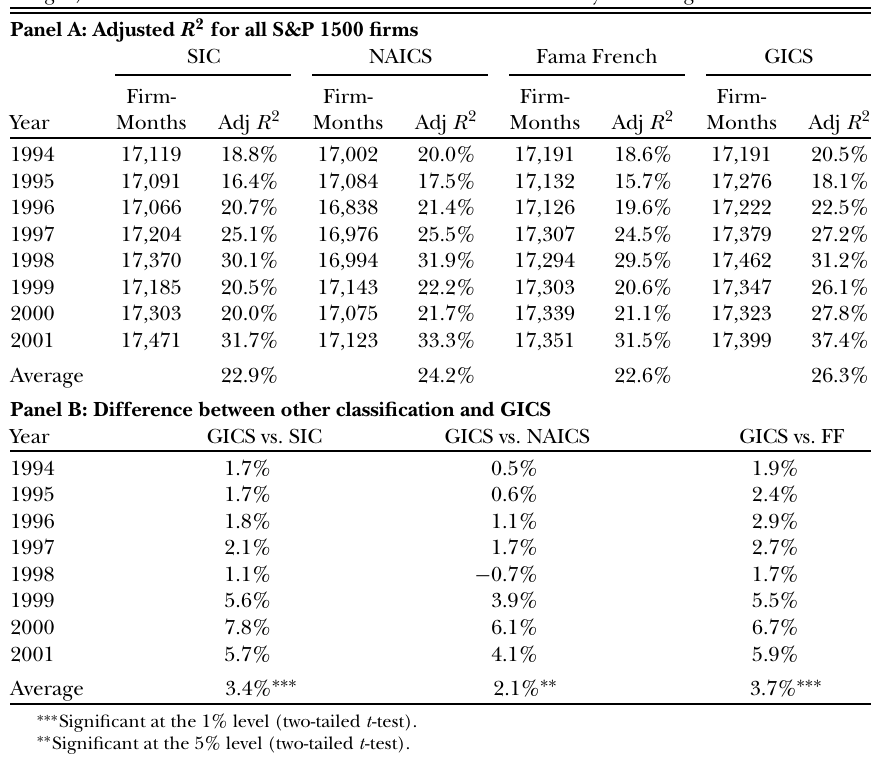 Panel A: Adjusted R² for all S&P 1500 firms
SIC NAICS Fama French GICS
Firm- Firm- Firm- Firm-
Year Months Adj R² Months Adj R² Months Adj R² Months Adj R²
1994 17,119 18.8% 17,002 20.0% 17,191 18.6% 17,191 20.5%
1995 17,091 16.4% 17,084 17.5% 17,132 15.7% 17,276 18.1%
1996 17,066 20.7% 16,838 21.4% 17,126 19.6% 17,222 22.5%
1997 17,204 25.1% 16,976 25.5% 17,307 24.5% 17,379 27.2%
1998 17,370 30.1% 16,994 31.9% 17,294 29.5% 17,462 31.2%
1999 17,185 20.5% 17,143 22.2% 17,303 20.6% 17,347 26.1%
2000 17,303 20.0% 17,075 21.7% 17,339 21.1% 17,323 27.8%
2001 17,471 31.7% 17,123 33.3% 17,351 31.5% 17,399 37.4%
Average 22.9% 24.2% 22.6% 26.3%
Panel B: Difference between other classification and GICS
Year GICS vs. SIC GICS vs. NAICS GICS vs. FF
1994 1.7% 0.5% 1.9%
1995 1.7% 0.6% 2.4%
1996 1.8% 1.1% 2.9%
1997 2.1% 1.7% 2.7%
1998 1.1% −0.7% 1.7%
1999 5.6% 3.9% 5.5%
2000 7.8% 6.1% 6.7%
2001 5.7% 4.1% 5.9%
Average 3.4%*** 2.1%** 3.7%***
***Significant at the 1% level (two-tailed t-test).
**Significant at the 5% level (two-tailed t-test).